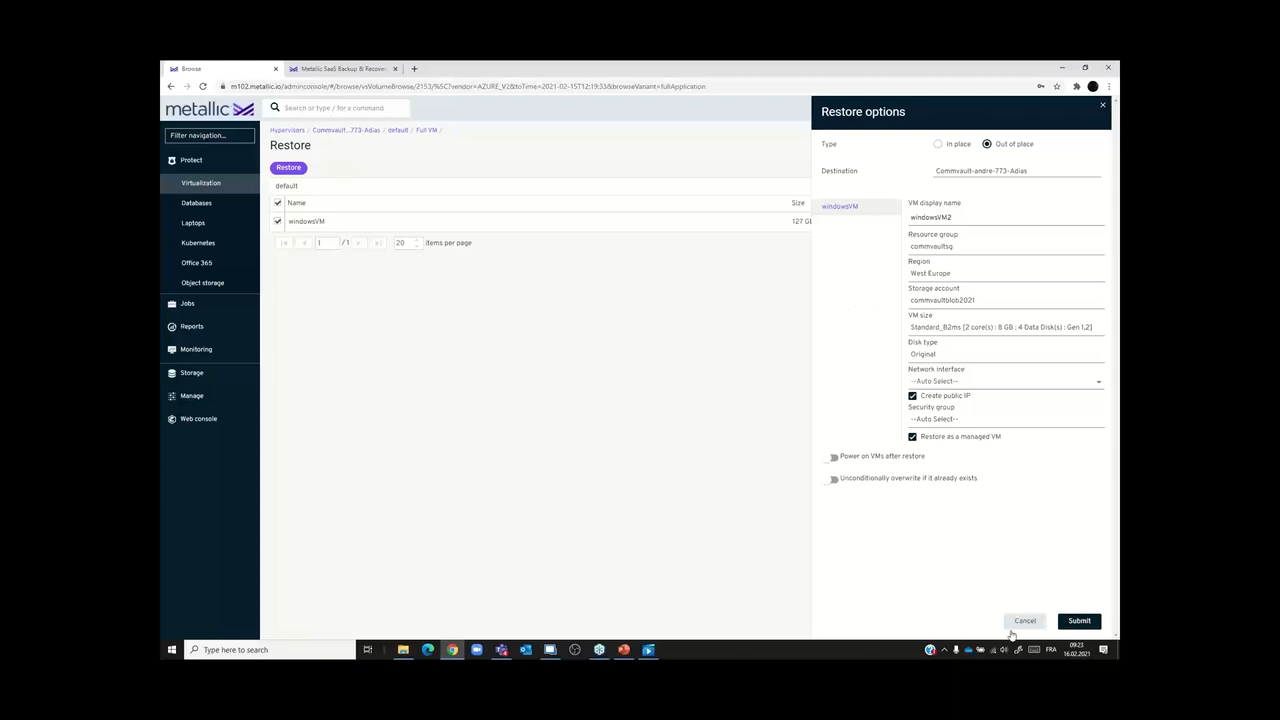 Browse
Metallic SaaS Backup & Recove
m102.metallic.io/adminconsole/#/browse/vsVolumeBrowse/2153/%5C?vendor=AZURE_V2&toTime=2021-02-15T12:19:33&browseVariant=fullApplication
metallic
Search or type / for a command
Filter navigation...
Protect
Virtualization
Databases
Laptops
Kubernetes
Office 365
Object storage
Jobs
Reports
Monitoring
Storage
Manage
Web console
Hypervisors / Commvault...773-Adias / default / Full VM /
Restore
Restore
default
Name Size
windowsVM 127 GE
1 / 1 20 items per page
Restore options
Type In place Out of place
Destination Commvault-andre-773-Adias
windowsVM
VM display name
windowsVM2
Resource group
commvaultsg
Region
West Europe
Storage account
commvaultblob2021
VM size
Standard_B2ms [2 core(s) : 8 GB : 4 Data Disk(s) : Gen 1,2]
Disk type
Original
Network interface
--Auto Select--
Create public IP
Security group
--Auto Select--
Restore as a managed VM
Power on VMs after restore
Unconditionally overwrite if it already exists
Cancel Submit
Type here to search
FRA
09:23
16.02.2021